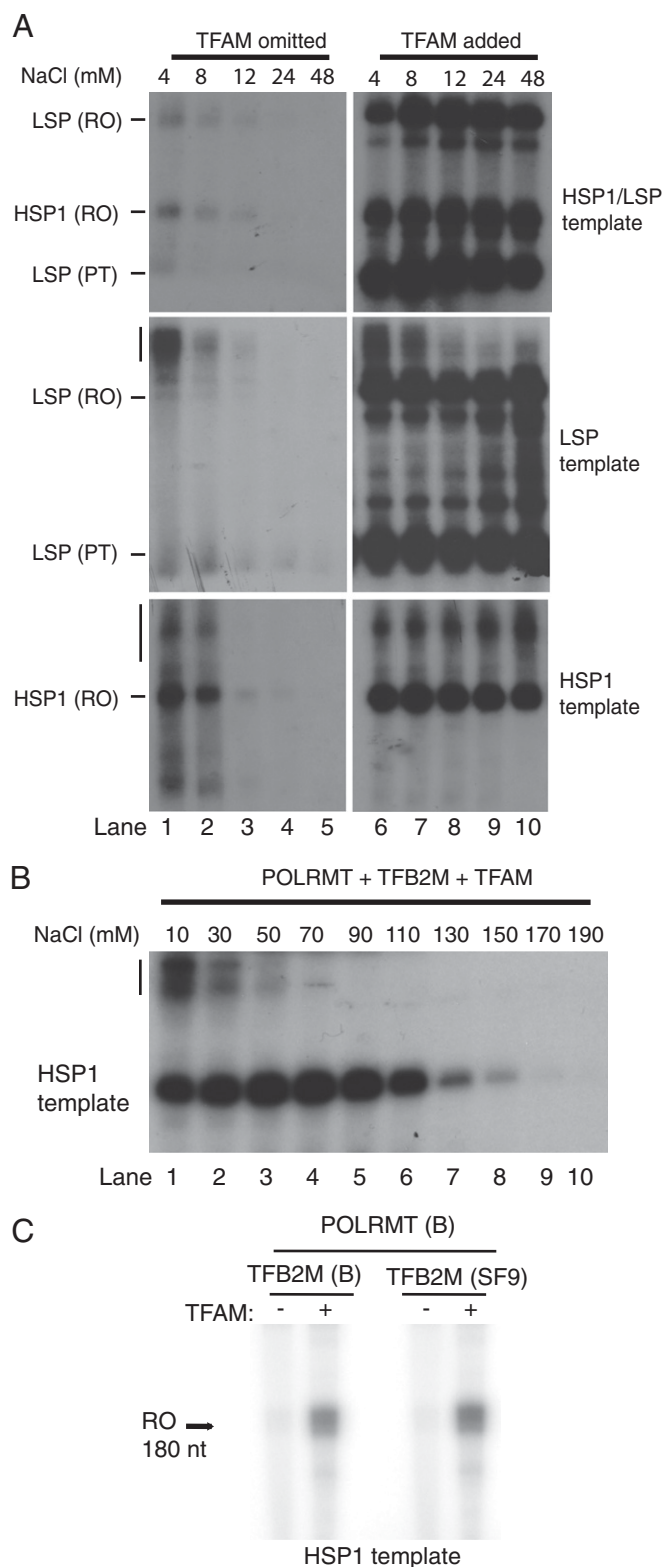 A
TFAM omitted TFAM added
NaCl (mM) 4 8 12 24 48 4 8 12 24 48
LSP (RO)
HSP1 (RO)
LSP (PT)
HSP1/LSP
template
LSP (RO)
LSP (PT)
LSP
template
HSP1 (RO)
HSP1
template
Lane 1 2 3 4 5 6 7 8 9 10
B
POLRMT + TFB2M + TFAM
NaCl (mM) 10 30 50 70 90 110 130 150 170 190
HSP1
template
Lane 1 2 3 4 5 6 7 8 9 10
C
POLRMT (B)
TFB2M (B) TFB2M (SF9)
TFAM: - + - +
RO
180 nt
HSP1 template